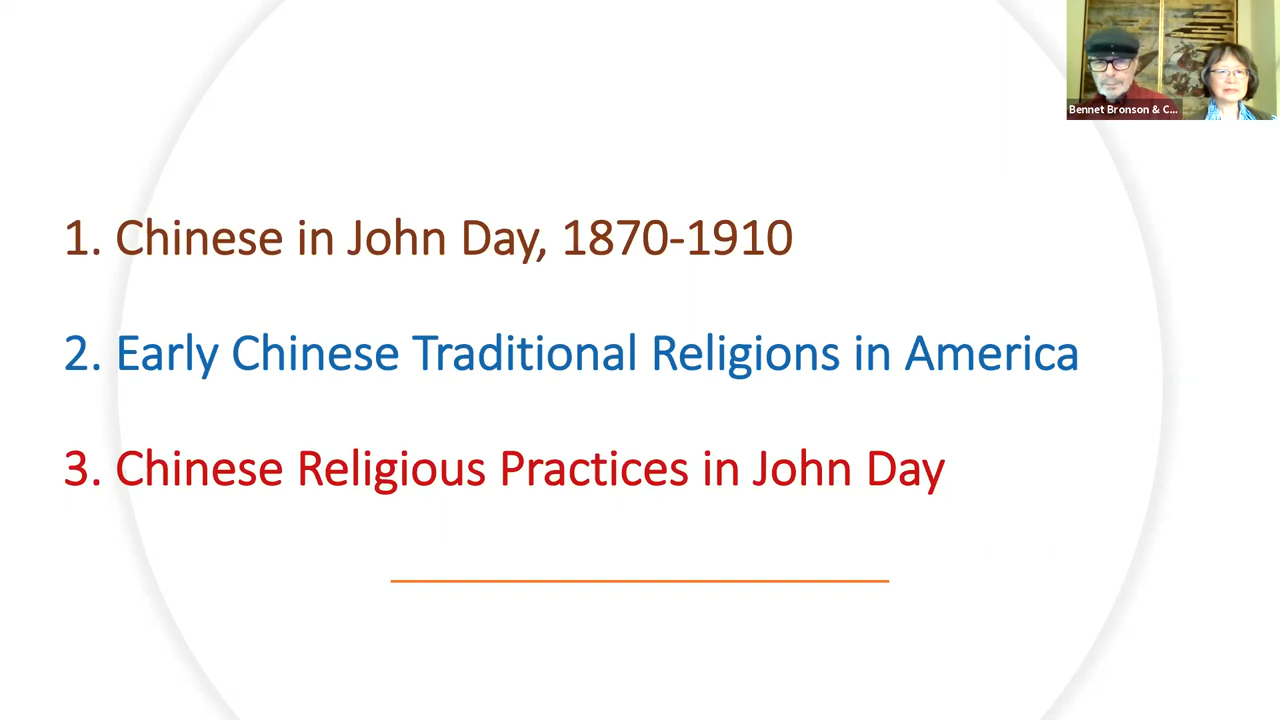 Bennet Bronson & C...
1. Chinese in John Day, 1870-1910
2. Early Chinese Traditional Religions in America
3. Chinese Religious Practices in John Day